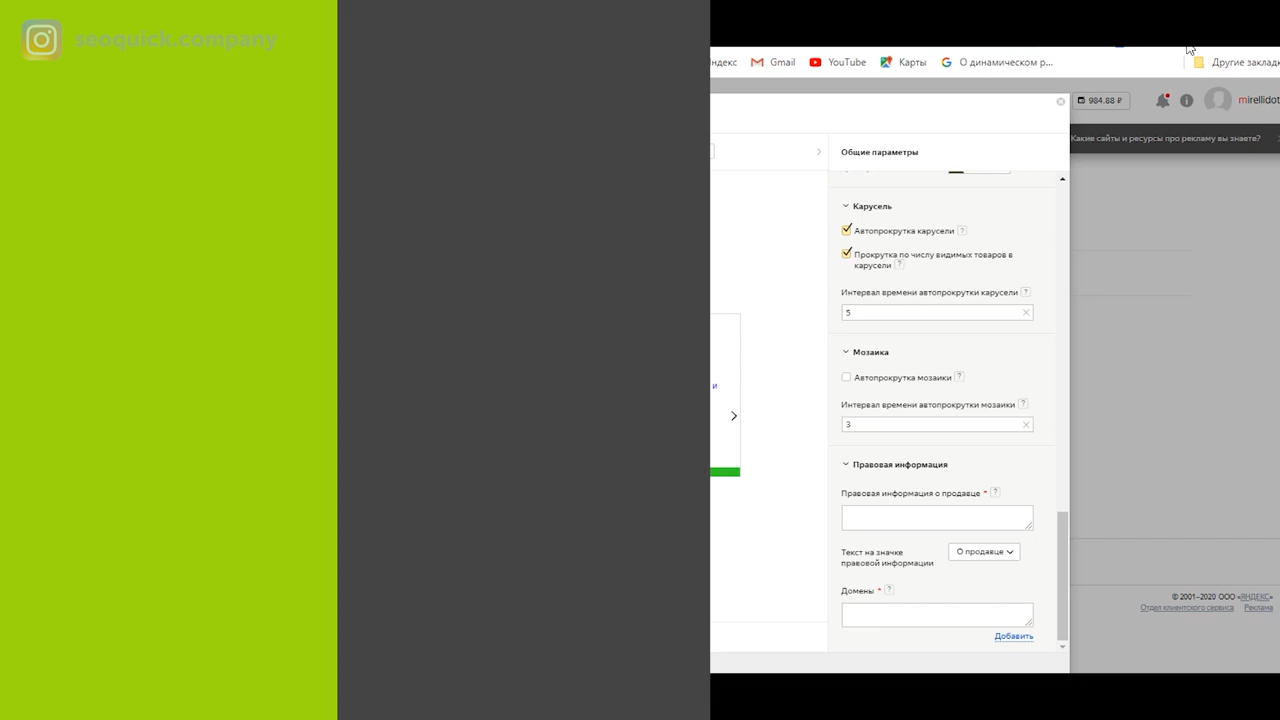 seoquick.company
ндекс
Gmail
YouTube
Карты
О динамическом р...
Другие заклад
984.88 ₽
mirellidot
Какие сайты и ресурсы про рекламу вы знаете?
Общие параметры
Карусель
Автопрокрутка карусели ?
Прокрутка по числу видимых товаров в
карусели ?
Интервал времени автопрокрутки карусели ?
5
Мозаика
и
Автопрокрутка мозаики ?
Интервал времени автопрокрутки мозаики ?
3
Правовая информация
Правовая информация о продавце * ?
Текст на значке
правовой информации
О продавце
Домены * ?
Добавить
© 2001–2020 ООО «ЯНДЕКС»
Отдел клиентского сервиса Реклама